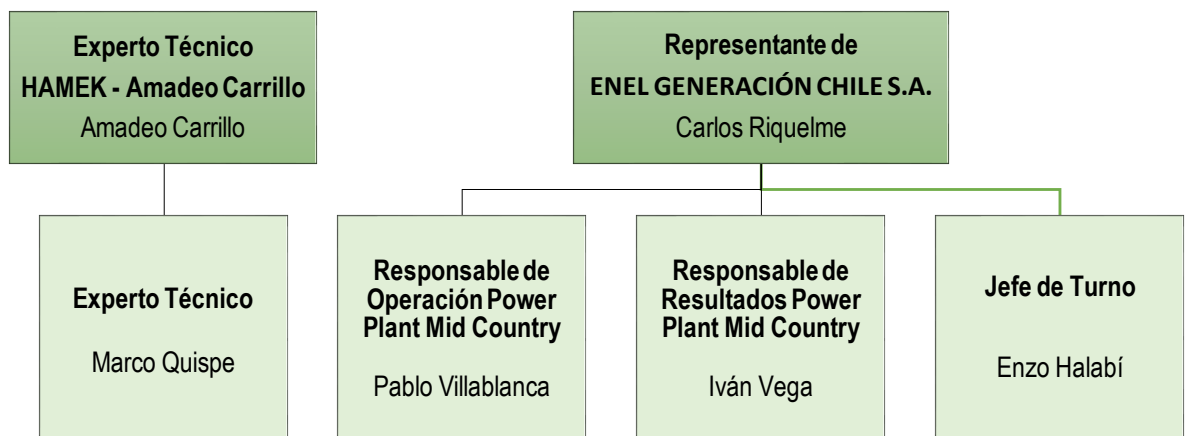 Experto Técnico
HAMEK - Amadeo Carrillo
Amadeo Carrillo
Representante de
ENEL GENERACIÓN CHILE S.A.
Carlos Riquelme
Experto Técnico
Marco Quispe
Responsable de
Operación Power
Plant Mid Country
Pablo Villablanca
Responsable de
Resultados Power
Plant Mid Country
Iván Vega
Jefe de Turno
Enzo Halabí